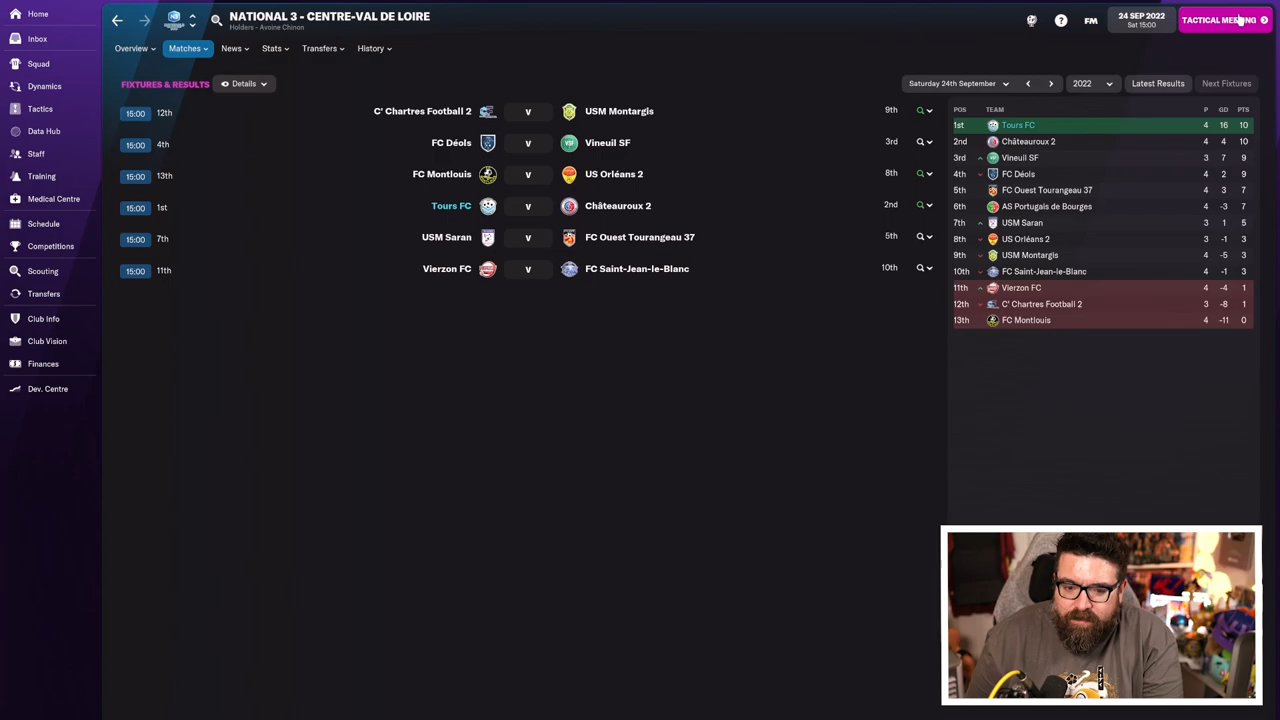 NATIONAL 3 - CENTRE-VAL DE LOIRE
Holders - Avoine Chinon
FM
24 SEP 2022
Sat 15:00
TACTICAL MEETING
Home
Inbox
Squad
Dynamics
Tactics
Data Hub
Staff
Training
Medical Centre
Schedule
Competitions
Scouting
Transfers
Club Info
Club Vision
Finances
Dev. Centre
Overview Matches News Stats Transfers History
FIXTURES & RESULTS Details
Saturday 24th September 2022 Latest Results Next Fixtures
15:00 12th C' Chartres Football 2 v USM Montargis 9th
15:00 4th FC Déols v Vineuil SF 3rd
15:00 13th FC Montlouis v US Orléans 2 8th
15:00 1st Tours FC v Châteauroux 2 2nd
15:00 7th USM Saran v FC Ouest Tourangeau 37 5th
15:00 11th Vierzon FC v FC Saint-Jean-le-Blanc 10th
POS TEAM P GD PTS
1st Tours FC 4 16 10
2nd Châteauroux 2 4 4 10
3rd Vineuil SF 3 7 9
4th FC Déols 4 2 9
5th FC Ouest Tourangeau 37 4 3 7
6th AS Portugais de Bourges 4 -3 7
7th USM Saran 3 1 5
8th US Orléans 2 3 -1 3
9th USM Montargis 4 -5 3
10th FC Saint-Jean-le-Blanc 4 -1 3
11th Vierzon FC 4 -4 1
12th C' Chartres Football 2 3 -8 1
13th FC Montlouis 4 -11 0